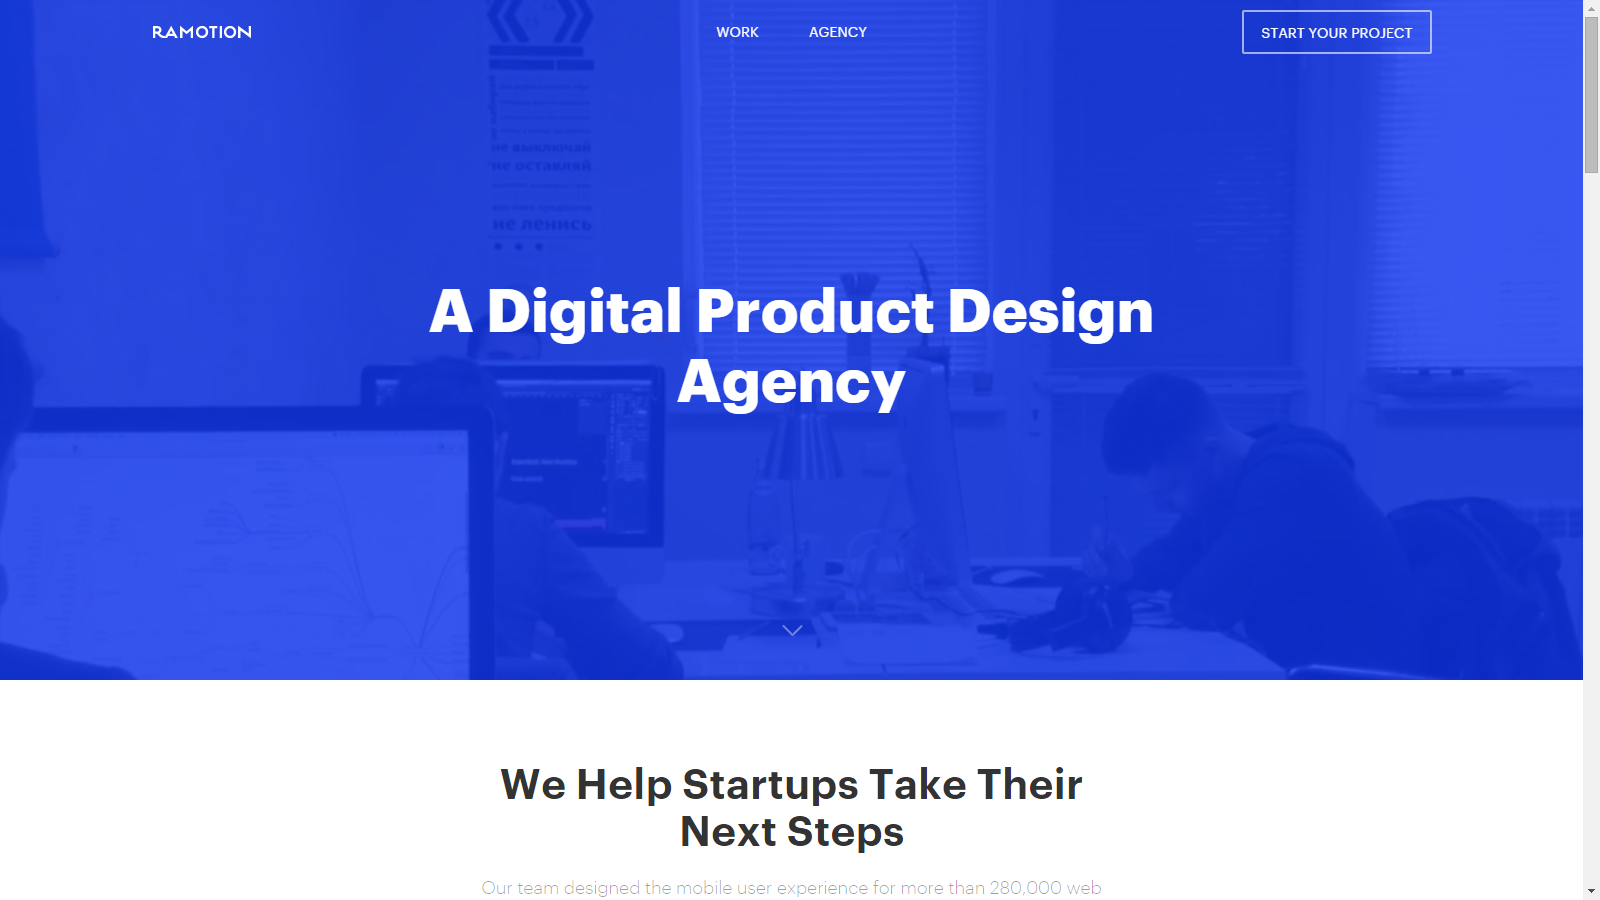 RAMOTION
WORK
AGENCY
START YOUR PROJECT
не выключай
не оставляй
не ленись
A Digital Product Design
Agency
We Help Startups Take Their
Next Steps
Our team designed the mobile user experience for more than 280,000 web